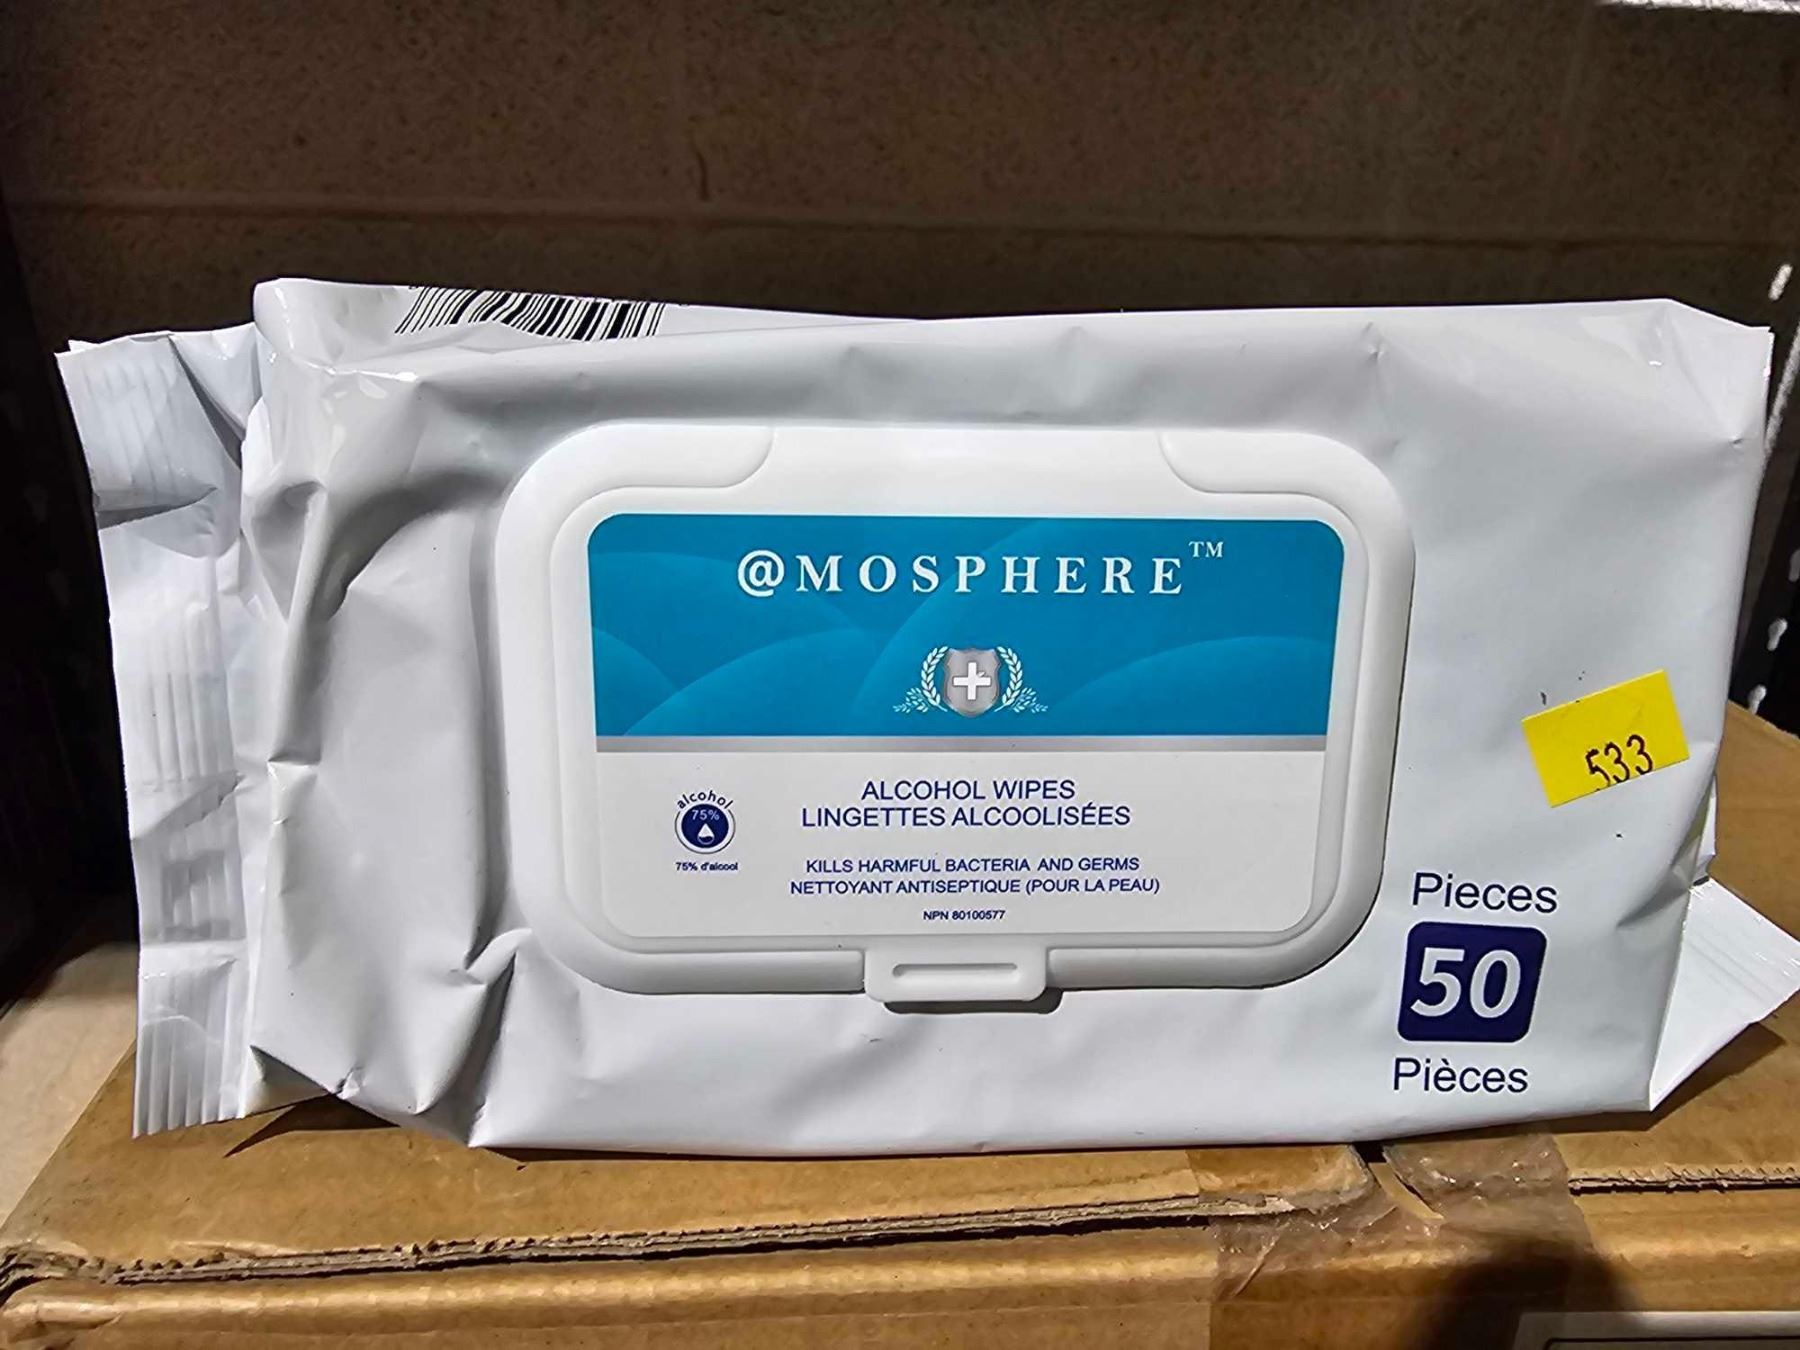 @MOSPHERE™
alcohol
75%
75% d'alcool
ALCOHOL WIPES
LINGETTES ALCOOLISÉES
KILLS HARMFUL BACTERIA AND GERMS
NETTOYANT ANTISEPTIQUE (POUR LA PEAU)
NPN 80100577
533
Pieces
50
Pièces